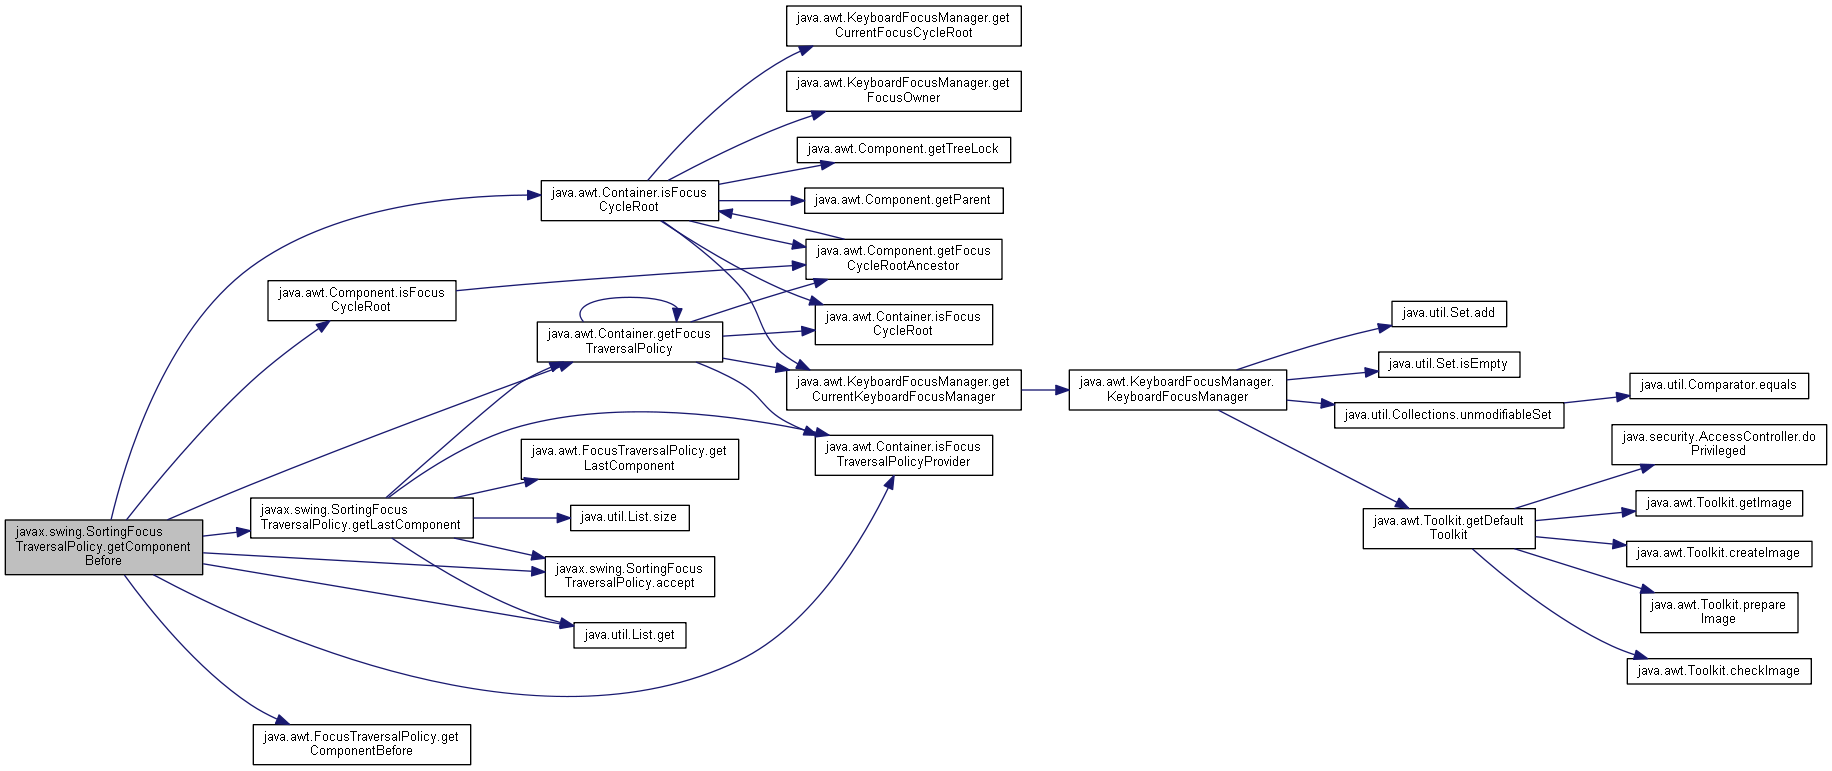 java.awt.KeyboardFocusManager.get
CurrentFocusCycleRoot
java.awt.KeyboardFocusManager.get
FocusOwner
java.awt.Component.getTreeLock
java.awt.Container.isFocus
CycleRoot
java.awt.Component.getParent
java.awt.Component.getFocus
CycleRootAncestor
java.awt.Component.isFocus
CycleRoot
java.awt.Container.isFocus
CycleRoot
java.awt.Container.getFocus
TraversalPolicy
java.awt.KeyboardFocusManager.get
CurrentKeyboardFocusManager
java.awt.KeyboardFocusManager.
KeyboardFocusManager
java.util.Set.add
java.util.Set.isEmpty
java.util.Collections.unmodifiableSet
java.util.Comparator.equals
java.awt.Container.isFocus
TraversalPolicyProvider
java.awt.FocusTraversalPolicy.get
LastComponent
javax.swing.SortingFocus
TraversalPolicy.getLastComponent
java.util.List.size
javax.swing.SortingFocus
TraversalPolicy.getComponent
Before
javax.swing.SortingFocus
TraversalPolicy.accept
java.util.List.get
java.awt.FocusTraversalPolicy.get
ComponentBefore
java.awt.Toolkit.getDefault
Toolkit
java.security.AccessController.do
Privileged
java.awt.Toolkit.getImage
java.awt.Toolkit.createImage
java.awt.Toolkit.prepare
Image
java.awt.Toolkit.checkImage